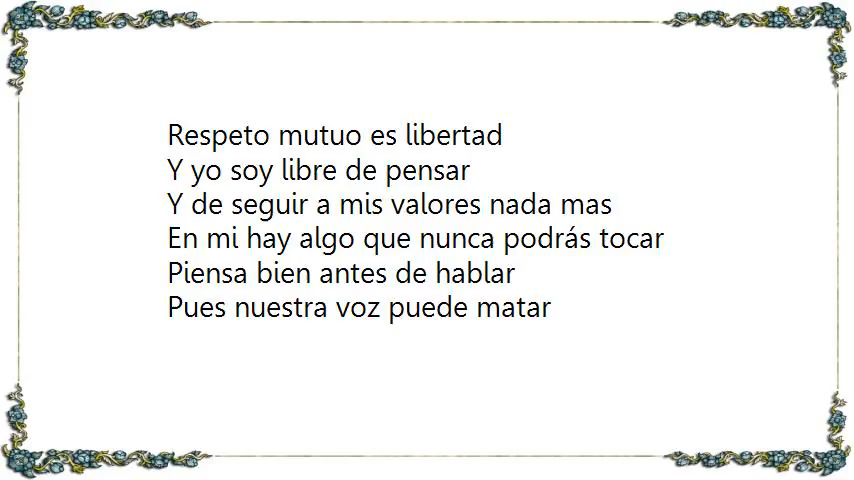 Respeto mutuo es libertad
Y yo soy libre de pensar
Y de seguir a mis valores nada mas
En mi hay algo que nunca podrás tocar
Piensa bien antes de hablar
Pues nuestra voz puede matar